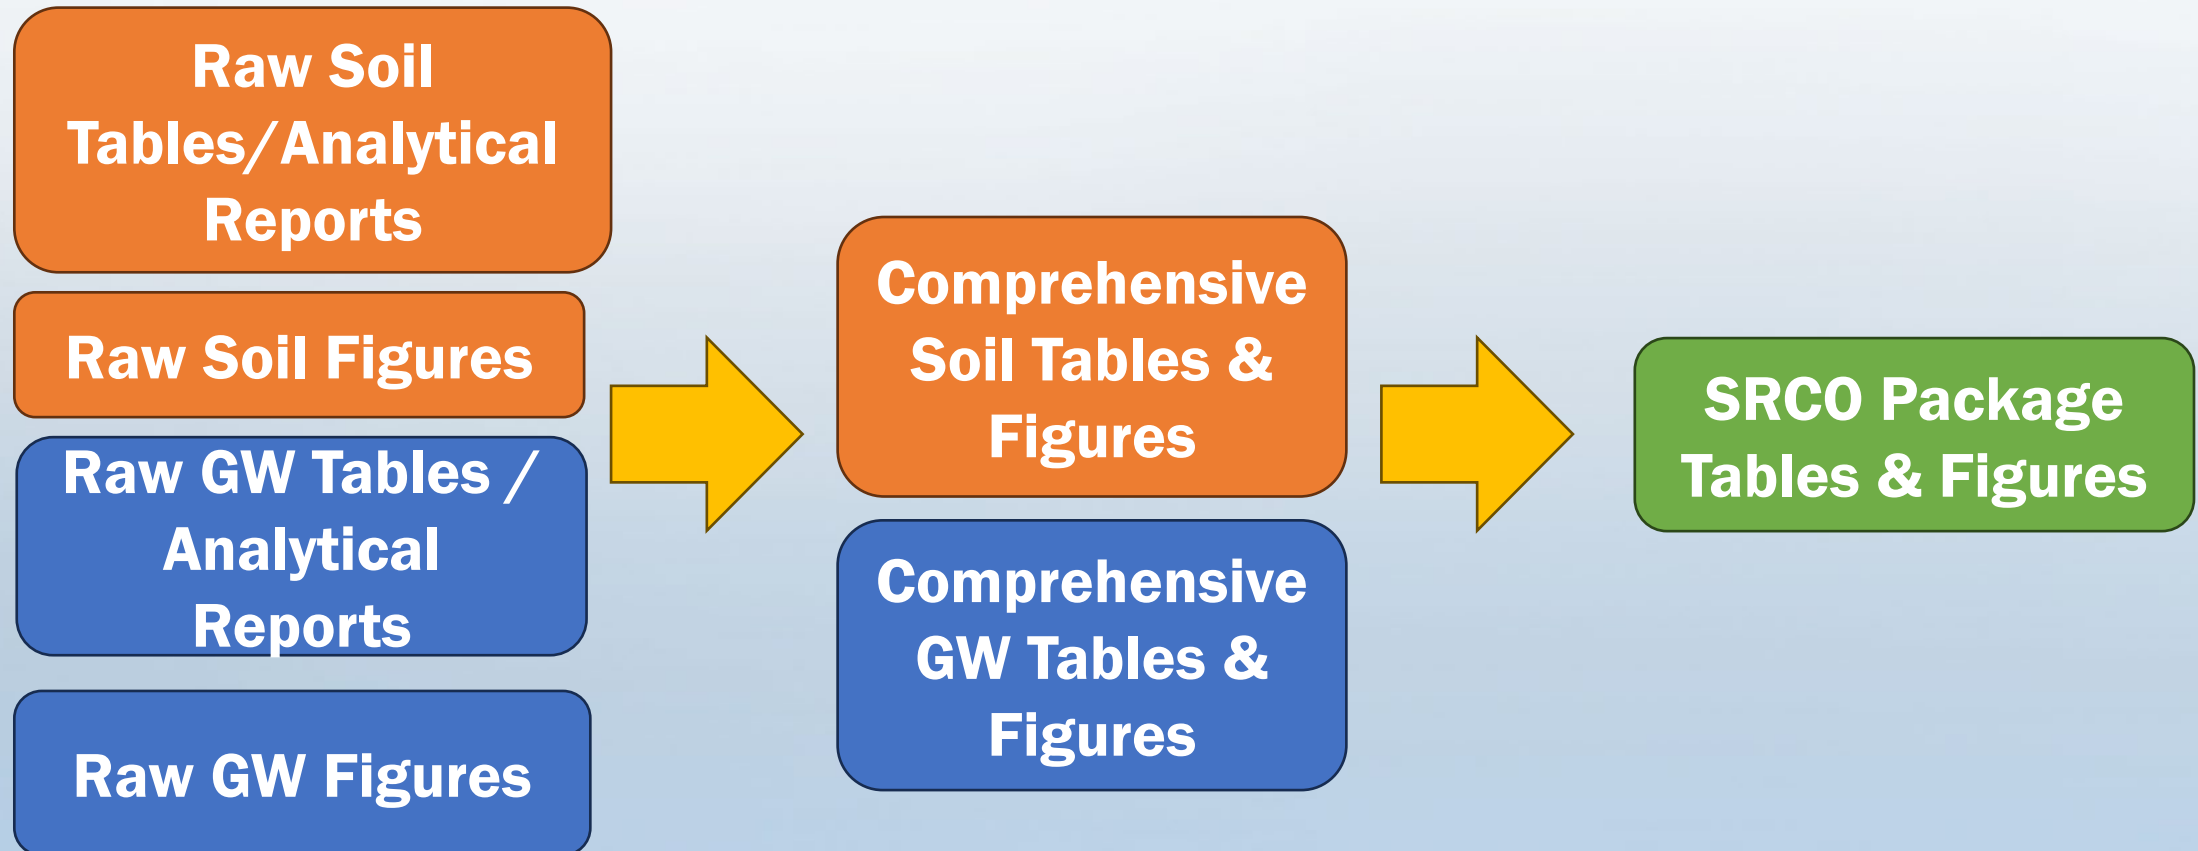 Raw Soil
Tables/Analytical
Reports
Raw Soil Figures
Raw GW Tables /
Analytical
Reports
Raw GW Figures
Comprehensive
Soil Tables &
Figures
Comprehensive
GW Tables &
Figures
SRCO Package
Tables & Figures